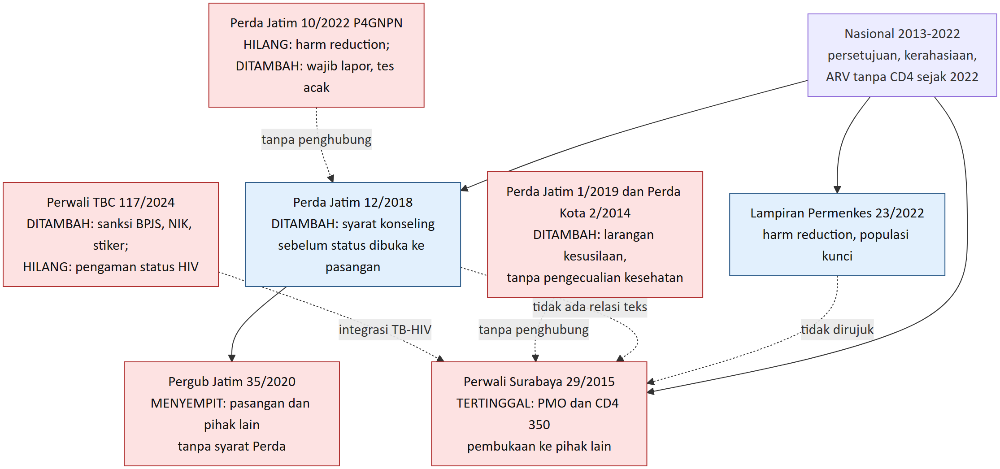 Perda Jatim 10/2022 P4GNPN
HILANG: harm reduction;
DITAMBAH: wajib lapor, tes
acak
Nasional 2013-2022
persetujuan, kerahasiaan,
ARV tanpa CD4 sejak 2022
tanpa penghubung
Perwali TBC 117/2024
DITAMBAH: sanksi BPJS, NIK,
stiker;
HILANG: pengaman status HIV
Perda Jatim 12/2018
DITAMBAH: syarat konseling
sebelum status dibuka ke
pasangan
Perda Jatim 1/2019 dan Perda
Kota 2/2014
DITAMBAH: larangan
kesusilaan,
tanpa pengecualian kesehatan
Lampiran Permenkes 23/2022
harm reduction, populasi
kunci
tidak ada relasi teks
integrasi TB-HIV
tanpa penghubung
tidak dirujuk
Pergub Jatim 35/2020
MENYEMPIT: pasangan dan
pihak lain
tanpa syarat Perda
Perwali Surabaya 29/2015
TERTINGGAL: PMO dan CD4
350
pembukaan ke pihak lain